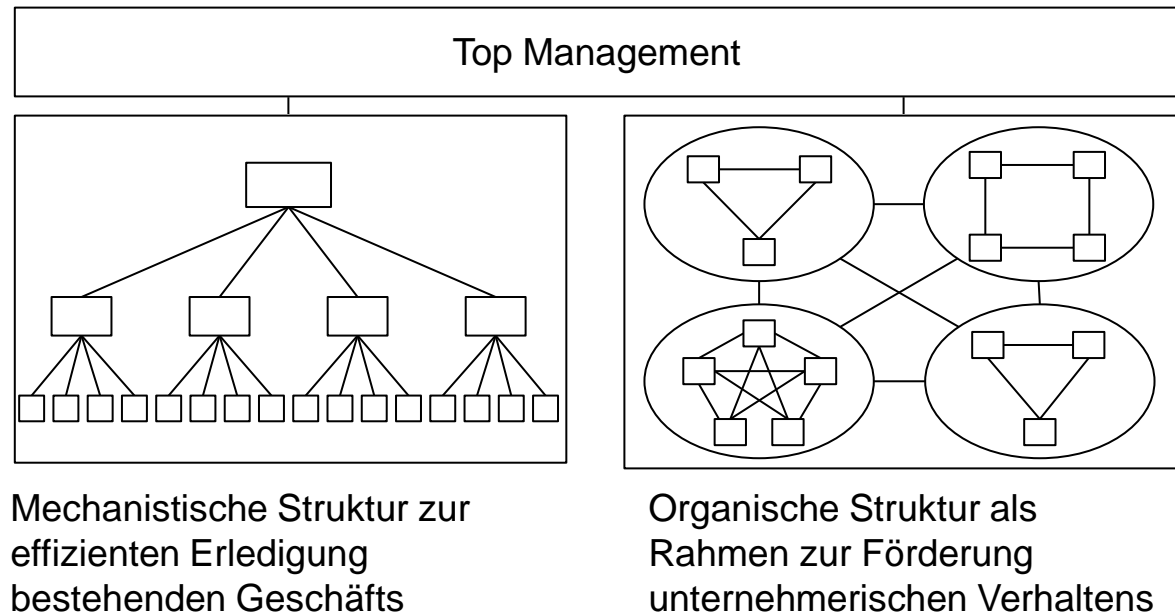 Top Management
Mechanistische Struktur zur
effizienten Erledigung
bestehenden Geschäfts
Organische Struktur als
Rahmen zur Förderung
unternehmerischen Verhaltens